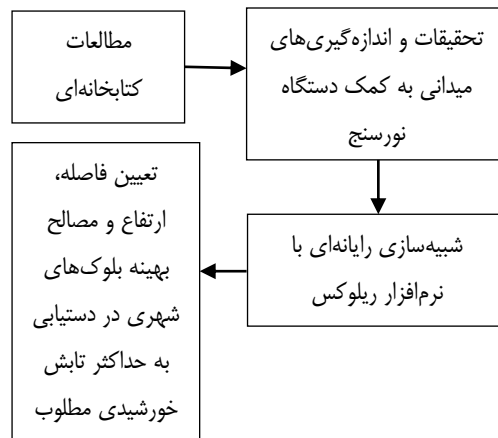 مطالعات
کتابخانه‌ای
تحقیقات و اندازه‌گیری‌های
میدانی به کمک دستگاه
نورسنج
شبیه‌سازی رایانه‌ای با
نرم‌افزار ریلوکس
تعیین فاصله،
ارتفاع و مصالح
بهینه بلوک‌های
شهری در دستیابی
به حداکثر تابش
خورشیدی مطلوب